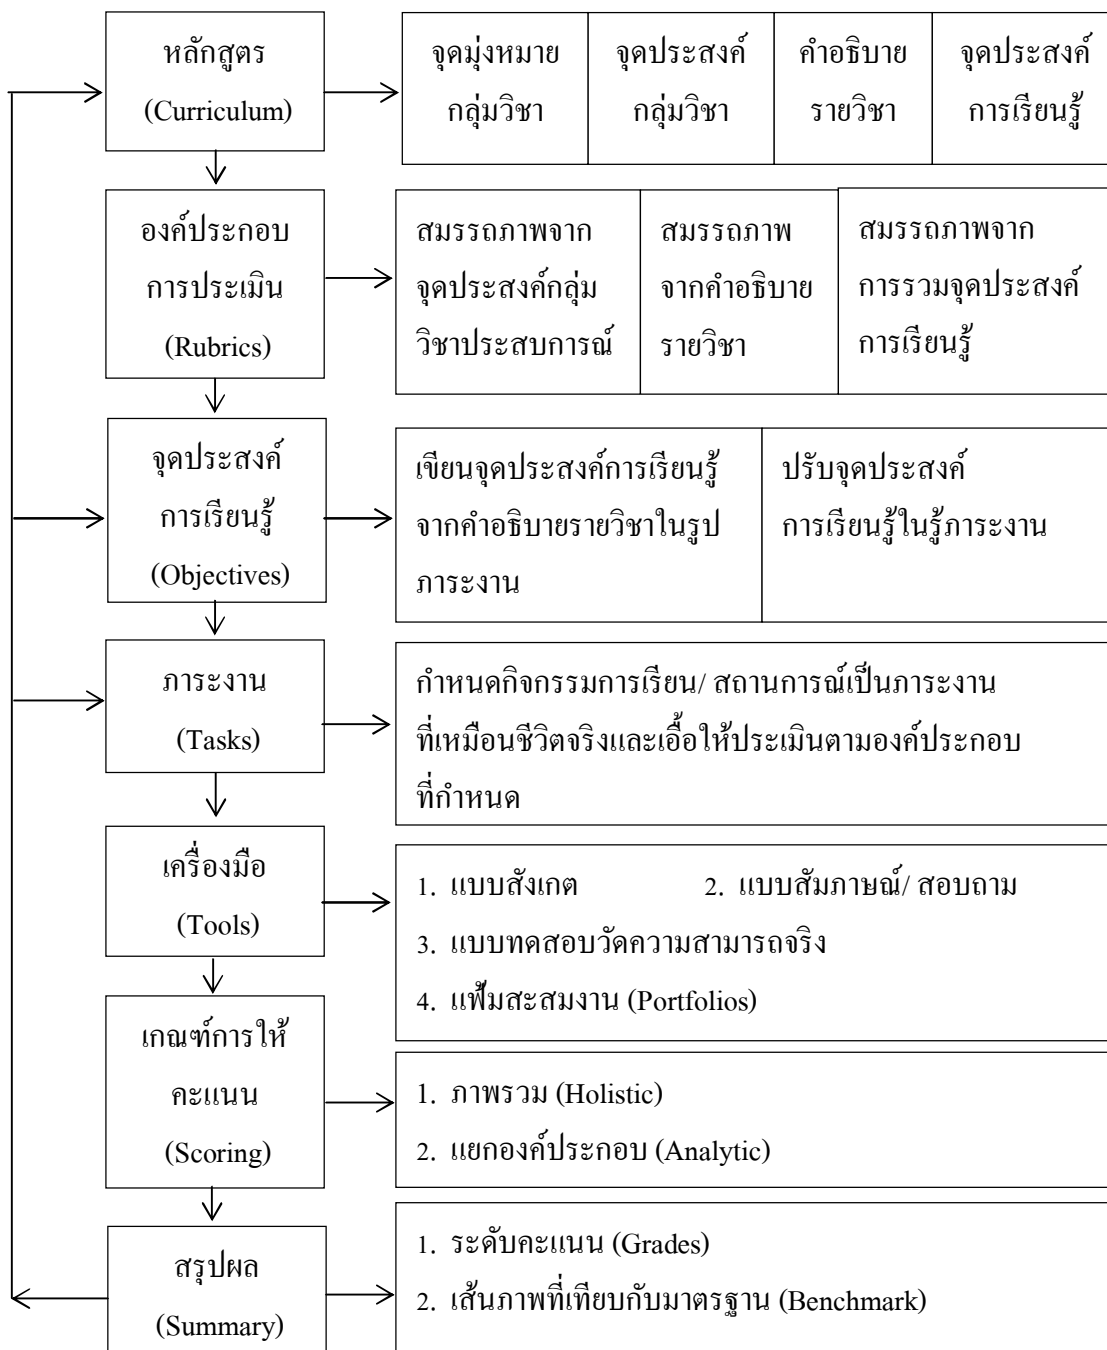 หลักสูตร
(Curriculum)
จุดมุ่งหมาย
กลุ่มวิชา
จุดประสงค์
กลุ่มวิชา
คำอธิบาย
รายวิชา
จุดประสงค์
การเรียนรู้
องค์ประกอบ
การประเมิน
(Rubrics)
สมรรถภาพจาก
จุดประสงค์กลุ่ม
วิชาประสบการณ์
สมรรถภาพ
จากคำอธิบาย
รายวิชา
สมรรถภาพจาก
การรวมจุดประสงค์
การเรียนรู้
จุดประสงค์
การเรียนรู้
(Objectives)
เขียนจุดประสงค์การเรียนรู้
จากคำอธิบายรายวิชาในรูป
ภาระงาน
ปรับจุดประสงค์
การเรียนรู้ในรู้ภาระงาน
ภาระงาน
(Tasks)
กำหนดกิจกรรมการเรียน/ สถานการณ์เป็นภาระงาน
ที่เหมือนชีวิตจริงและเอื้อให้ประเมินตามองค์ประกอบ
ที่กำหนด
เครื่องมือ
(Tools)
1. แบบสังเกต 2. แบบสัมภาษณ์/ สอบถาม
3. แบบทดสอบวัดความสามารถจริง
4. แฟ้มสะสมงาน (Portfolios)
เกณฑ์การให้
คะแนน
(Scoring)
1. ภาพรวม (Holistic)
2. แยกองค์ประกอบ (Analytic)
สรุปผล
(Summary)
1. ระดับคะแนน (Grades)
2. เส้นภาพที่เทียบกับมาตรฐาน (Benchmark)